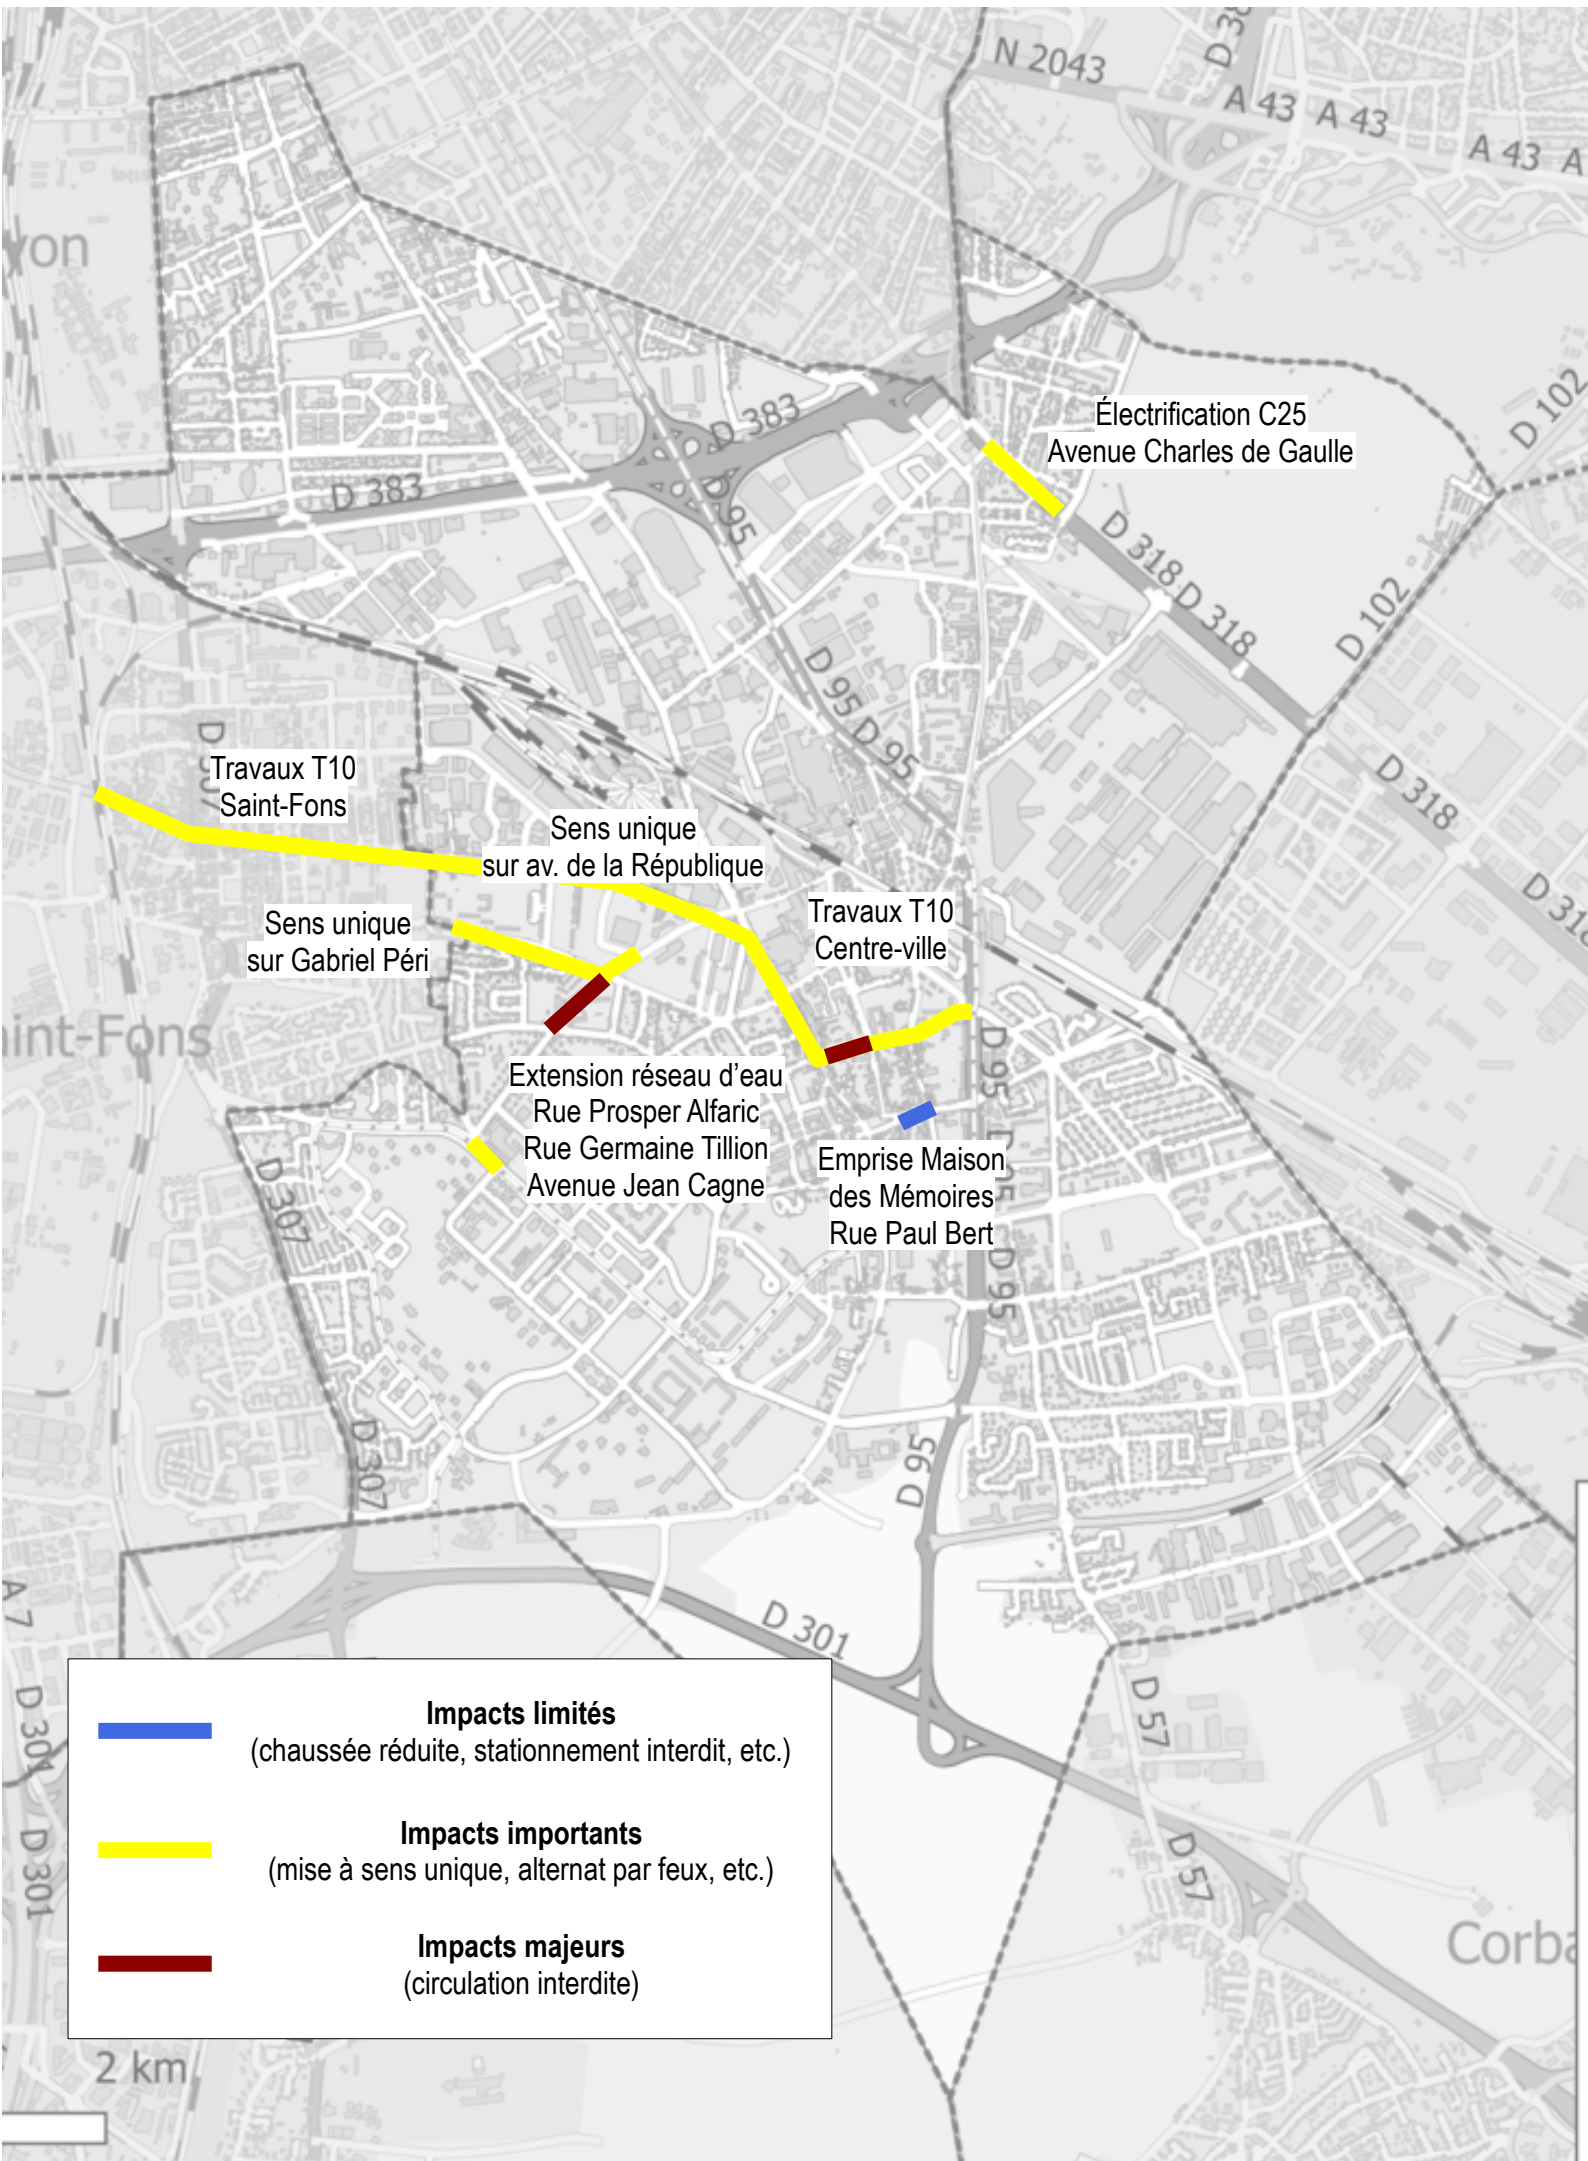 N 2043
D 38
A 43
A 43
A 43
A
yon
D 383
D 383
D 95
Électrification C25
Avenue Charles de Gaulle
D 102
D 318
D 318
D 102
D 95
D 95
D 318
D 318
D 307
Travaux T10
Saint-Fons
Sens unique
sur av. de la République
Sens unique
sur Gabriel Péri
Travaux T10
Centre-ville
int-Fons
D 95
Extension réseau d’eau
Rue Prosper Alfaric
Rue Germaine Tillion
Avenue Jean Cagne
D 95
Emprise Maison
des Mémoires
Rue Paul Bert
D 95
D 307
D 307
D 95
A 7
D 301
D 301
D 301
D 57
D 57
Corba
Impacts limités
(chaussée réduite, stationnement interdit, etc.)
Impacts importants
(mise à sens unique, alternat par feux, etc.)
Impacts majeurs
(circulation interdite)
2 km